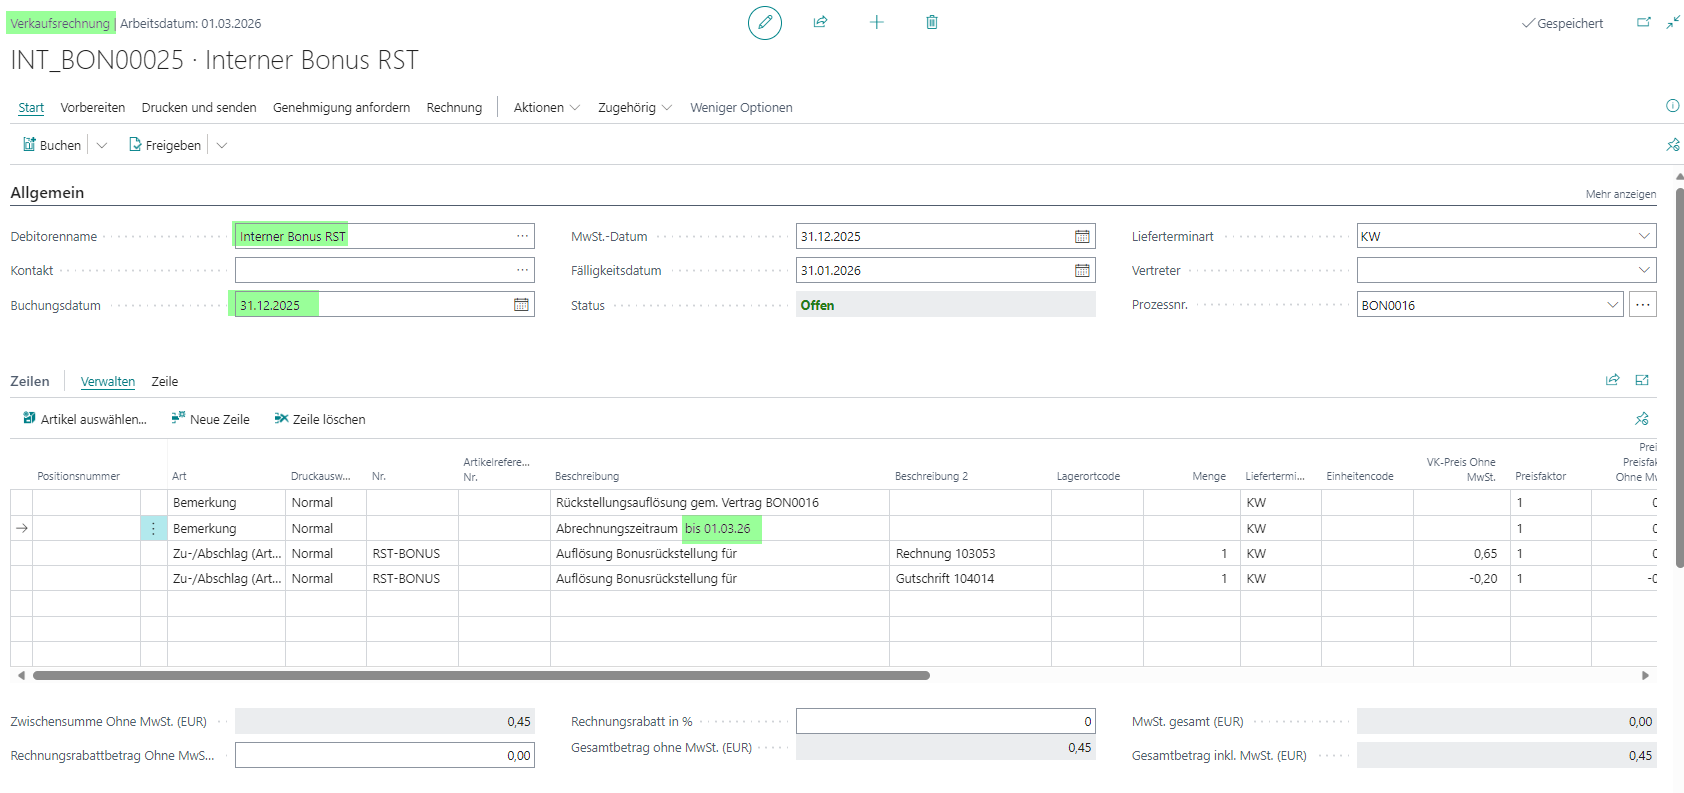 Verkaufsrechnung | Arbeitsdatum: 01.03.2026
Gespeichert
INT_BON00025 · Interner Bonus RST
Start Vorbereiten Drucken und senden Genehmigung anfordern Rechnung Aktionen Zugehörig Weniger Optionen
Buchen Freigeben
Allgemein Mehr anzeigen
Debitorenname Interner Bonus RST MwSt.-Datum 31.12.2025 Lieferterminart KW
Kontakt Fälligkeitsdatum 31.01.2026 Vertreter
Buchungsdatum 31.12.2025 Status Offen Prozessnr. BON0016
Zeilen Verwalten Zeile
Artikel auswählen... Neue Zeile Zeile löschen
Positionsnummer Art Druckausw... Nr. Artikelrefere... Nr. Beschreibung Beschreibung 2 Lagerortcode Menge Liefertermi... Einheitencode VK-Preis Ohne MwSt. Preisfaktor
Bemerkung Normal Rückstellungsauflösung gem. Vertrag BON0016 KW 1
Bemerkung Normal Abrechnungszeitraum bis 01.03.26 KW 1
Zu-/Abschlag (Art... Normal RST-BONUS Auflösung Bonusrückstellung für Rechnung 103053 1 KW 0,65 1
Zu-/Abschlag (Art... Normal RST-BONUS Auflösung Bonusrückstellung für Gutschrift 104014 1 KW -0,20 1
Zwischensumme Ohne MwSt. (EUR) 0,45 Rechnungsrabatt in % 0 MwSt. gesamt (EUR) 0,00
Rechnungsrabattbetrag Ohne MwS... 0,00 Gesamtbetrag ohne MwSt. (EUR) 0,45 Gesamtbetrag inkl. MwSt. (EUR) 0,45